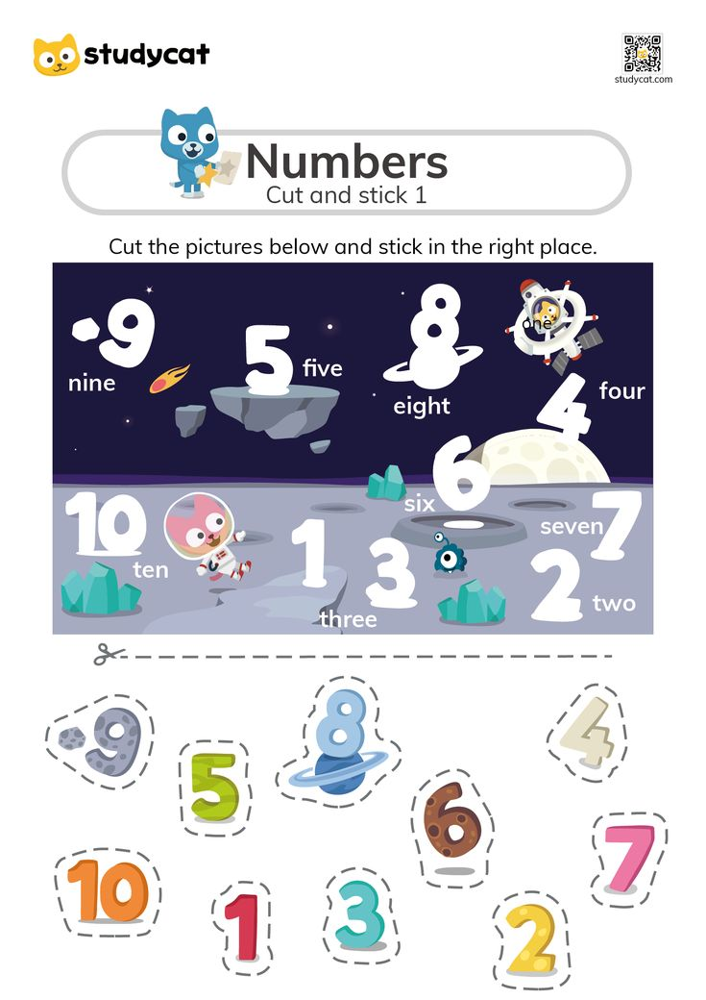 studycat
studycat.com
Numbers
Cut and stick 1
Cut the pictures below and stick in the right place.
9
nine
5
five
8
eight
one
4
four
6
six
10
ten
1
3
three
7
seven
2
two
9
8
4
5
6
7
10
1
3
2